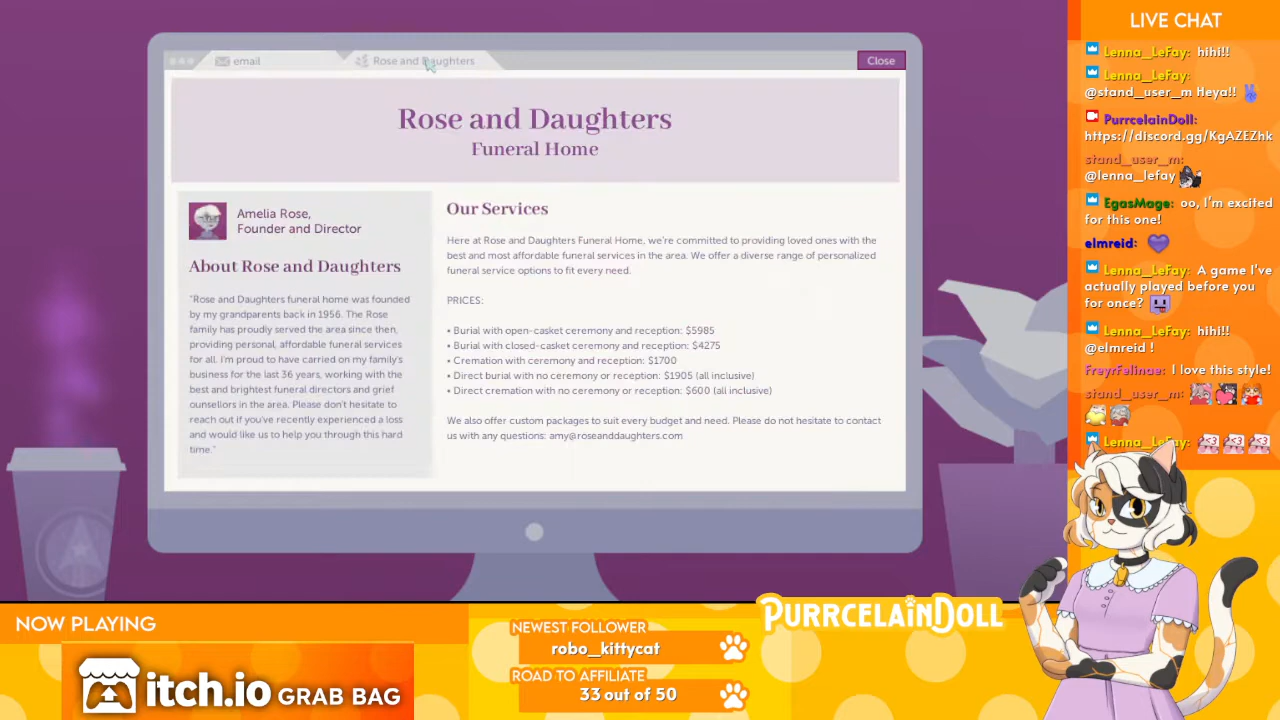 email
Rose and Daughters
Close
Rose and Daughters
Funeral Home
Amelia Rose,
Founder and Director
About Rose and Daughters
"Rose and Daughters funeral home was founded
by my grandparents back in 1956. The Rose
family has proudly served the area since then,
providing personal, affordable funeral services
for all. I'm proud to have carried on my family's
business for the last 36 years, working with the
best and brightest funeral directors and grief
counsellors in the area. Please don't hesitate to
reach out if you've recently experienced a loss
and would like us to help you through this hard
time."
Our Services
Here at Rose and Daughters Funeral Home, we're committed to providing loved ones with the
best and most affordable funeral services in the area. We offer a diverse range of personalized
funeral service options to fit every need.
PRICES:
• Burial with open-casket ceremony and reception: $5985
• Burial with closed-casket ceremony and reception: $4275
• Cremation with ceremony and reception: $1700
• Direct burial with no ceremony or reception: $1905 (all inclusive)
• Direct cremation with no ceremony or reception: $600 (all inclusive)
We also offer custom packages to suit every budget and need. Please do not hesitate to contact
us with any questions: amy@roseanddaughters.com
LIVE CHAT
Lenna_LeFay: hihi!!
Lenna_LeFay:
@stand_user_m Heya!!
PurrcelainDoll:
https://discord.gg/KgAZEZhk
stand_user_m:
@lenna_lefay
EgasMage: oo, I'm excited
for this one!
elmreid:
Lenna_LeFay: A game I've
actually played before you
for once?
Lenna_LeFay: hihi!!
@elmreid !
FreyrFelinae: I love this style!
stand_user_m:
Lenna_LeFay:
NOW PLAYING
itch.io GRAB BAG
NEWEST FOLLOWER
robo_kittycat
ROAD TO AFFILIATE
33 out of 50
PURRCELAINDOLL